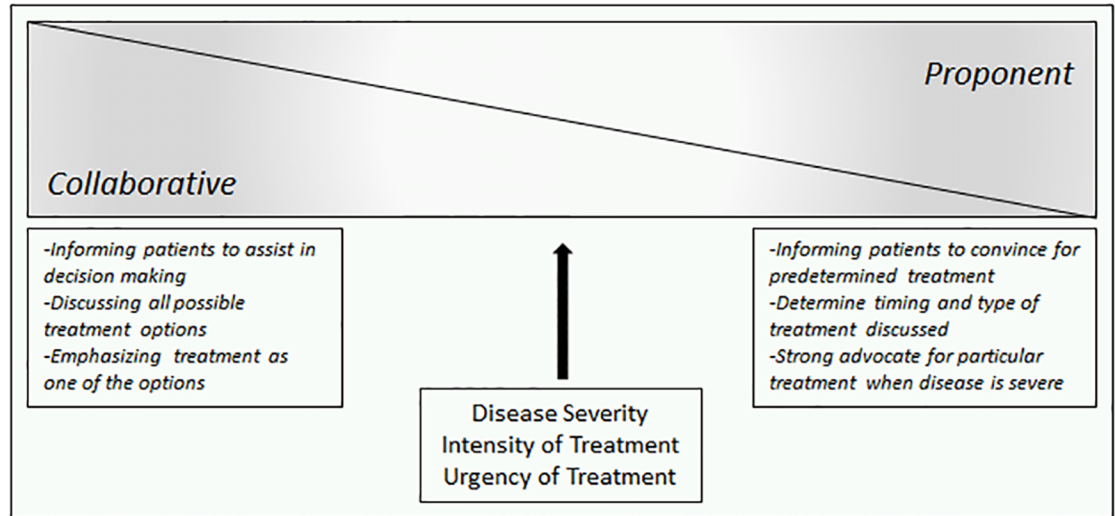 Proponent
Collaborative
-Informing patients to assist in
decision making
-Discussing all possible
treatment options
-Emphasizing treatment as
one of the options
-Informing patients to convince for
predetermined treatment
-Determine timing and type of
treatment discussed
-Strong advocate for particular
treatment when disease is severe
Disease Severity
Intensity of Treatment
Urgency of Treatment